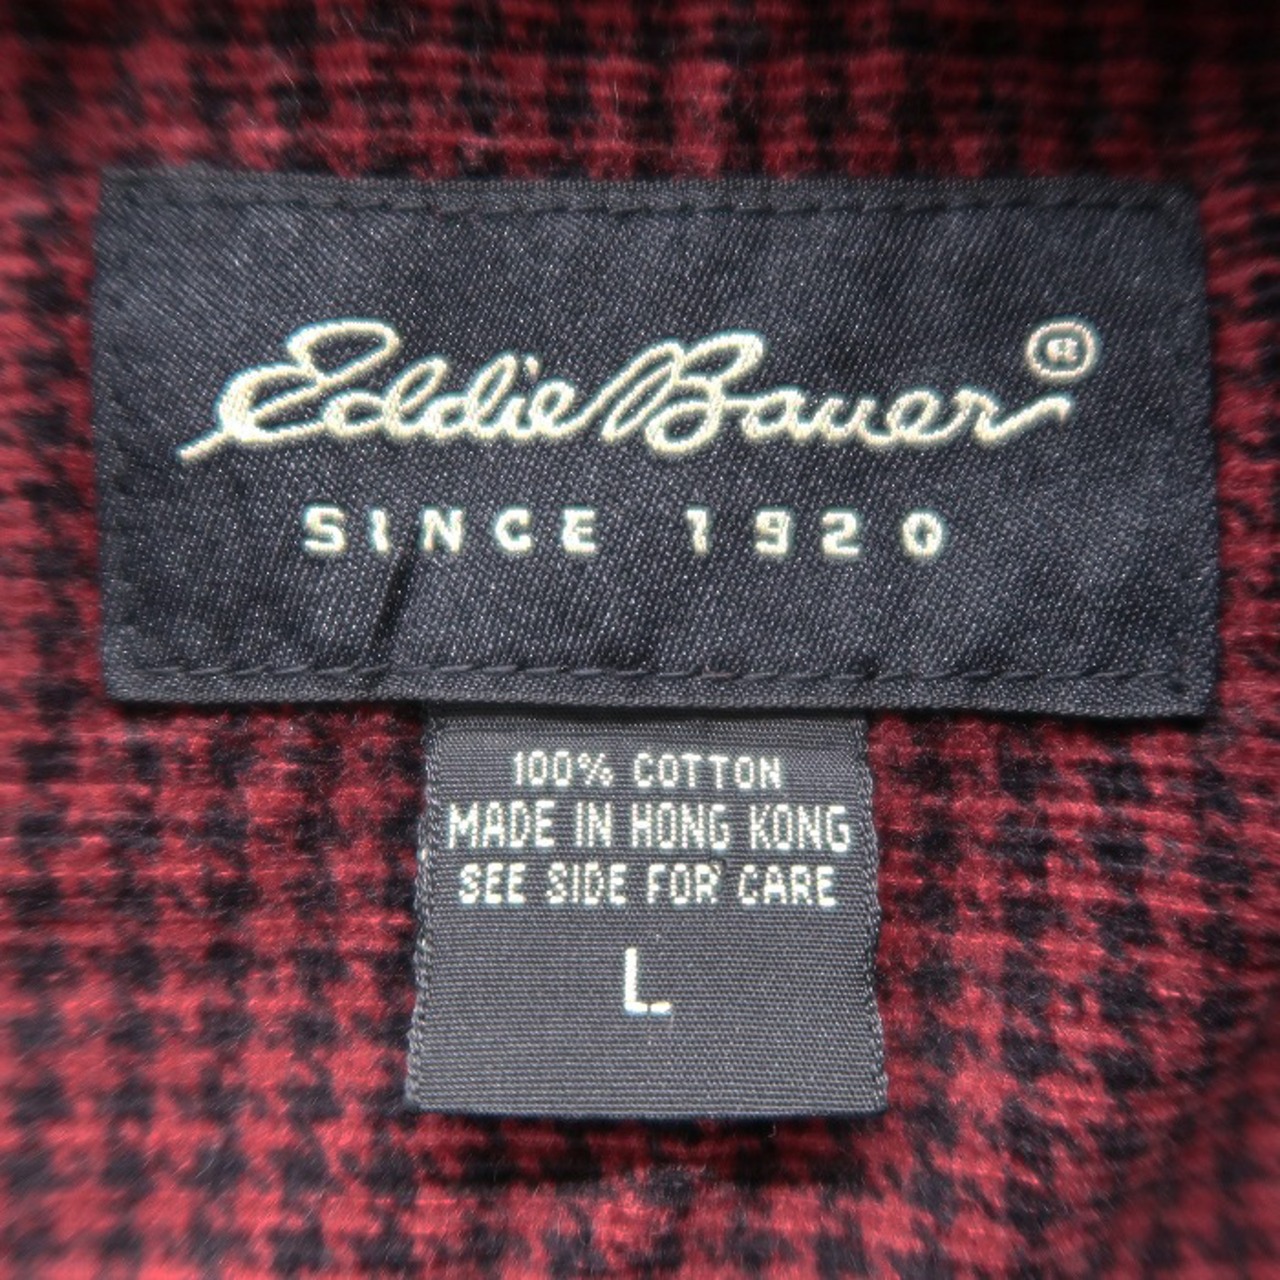 Eddie Bauer®
SINCE 1920
100% COTTON
MADE IN HONG KONG
SEE SIDE FOR CARE
L